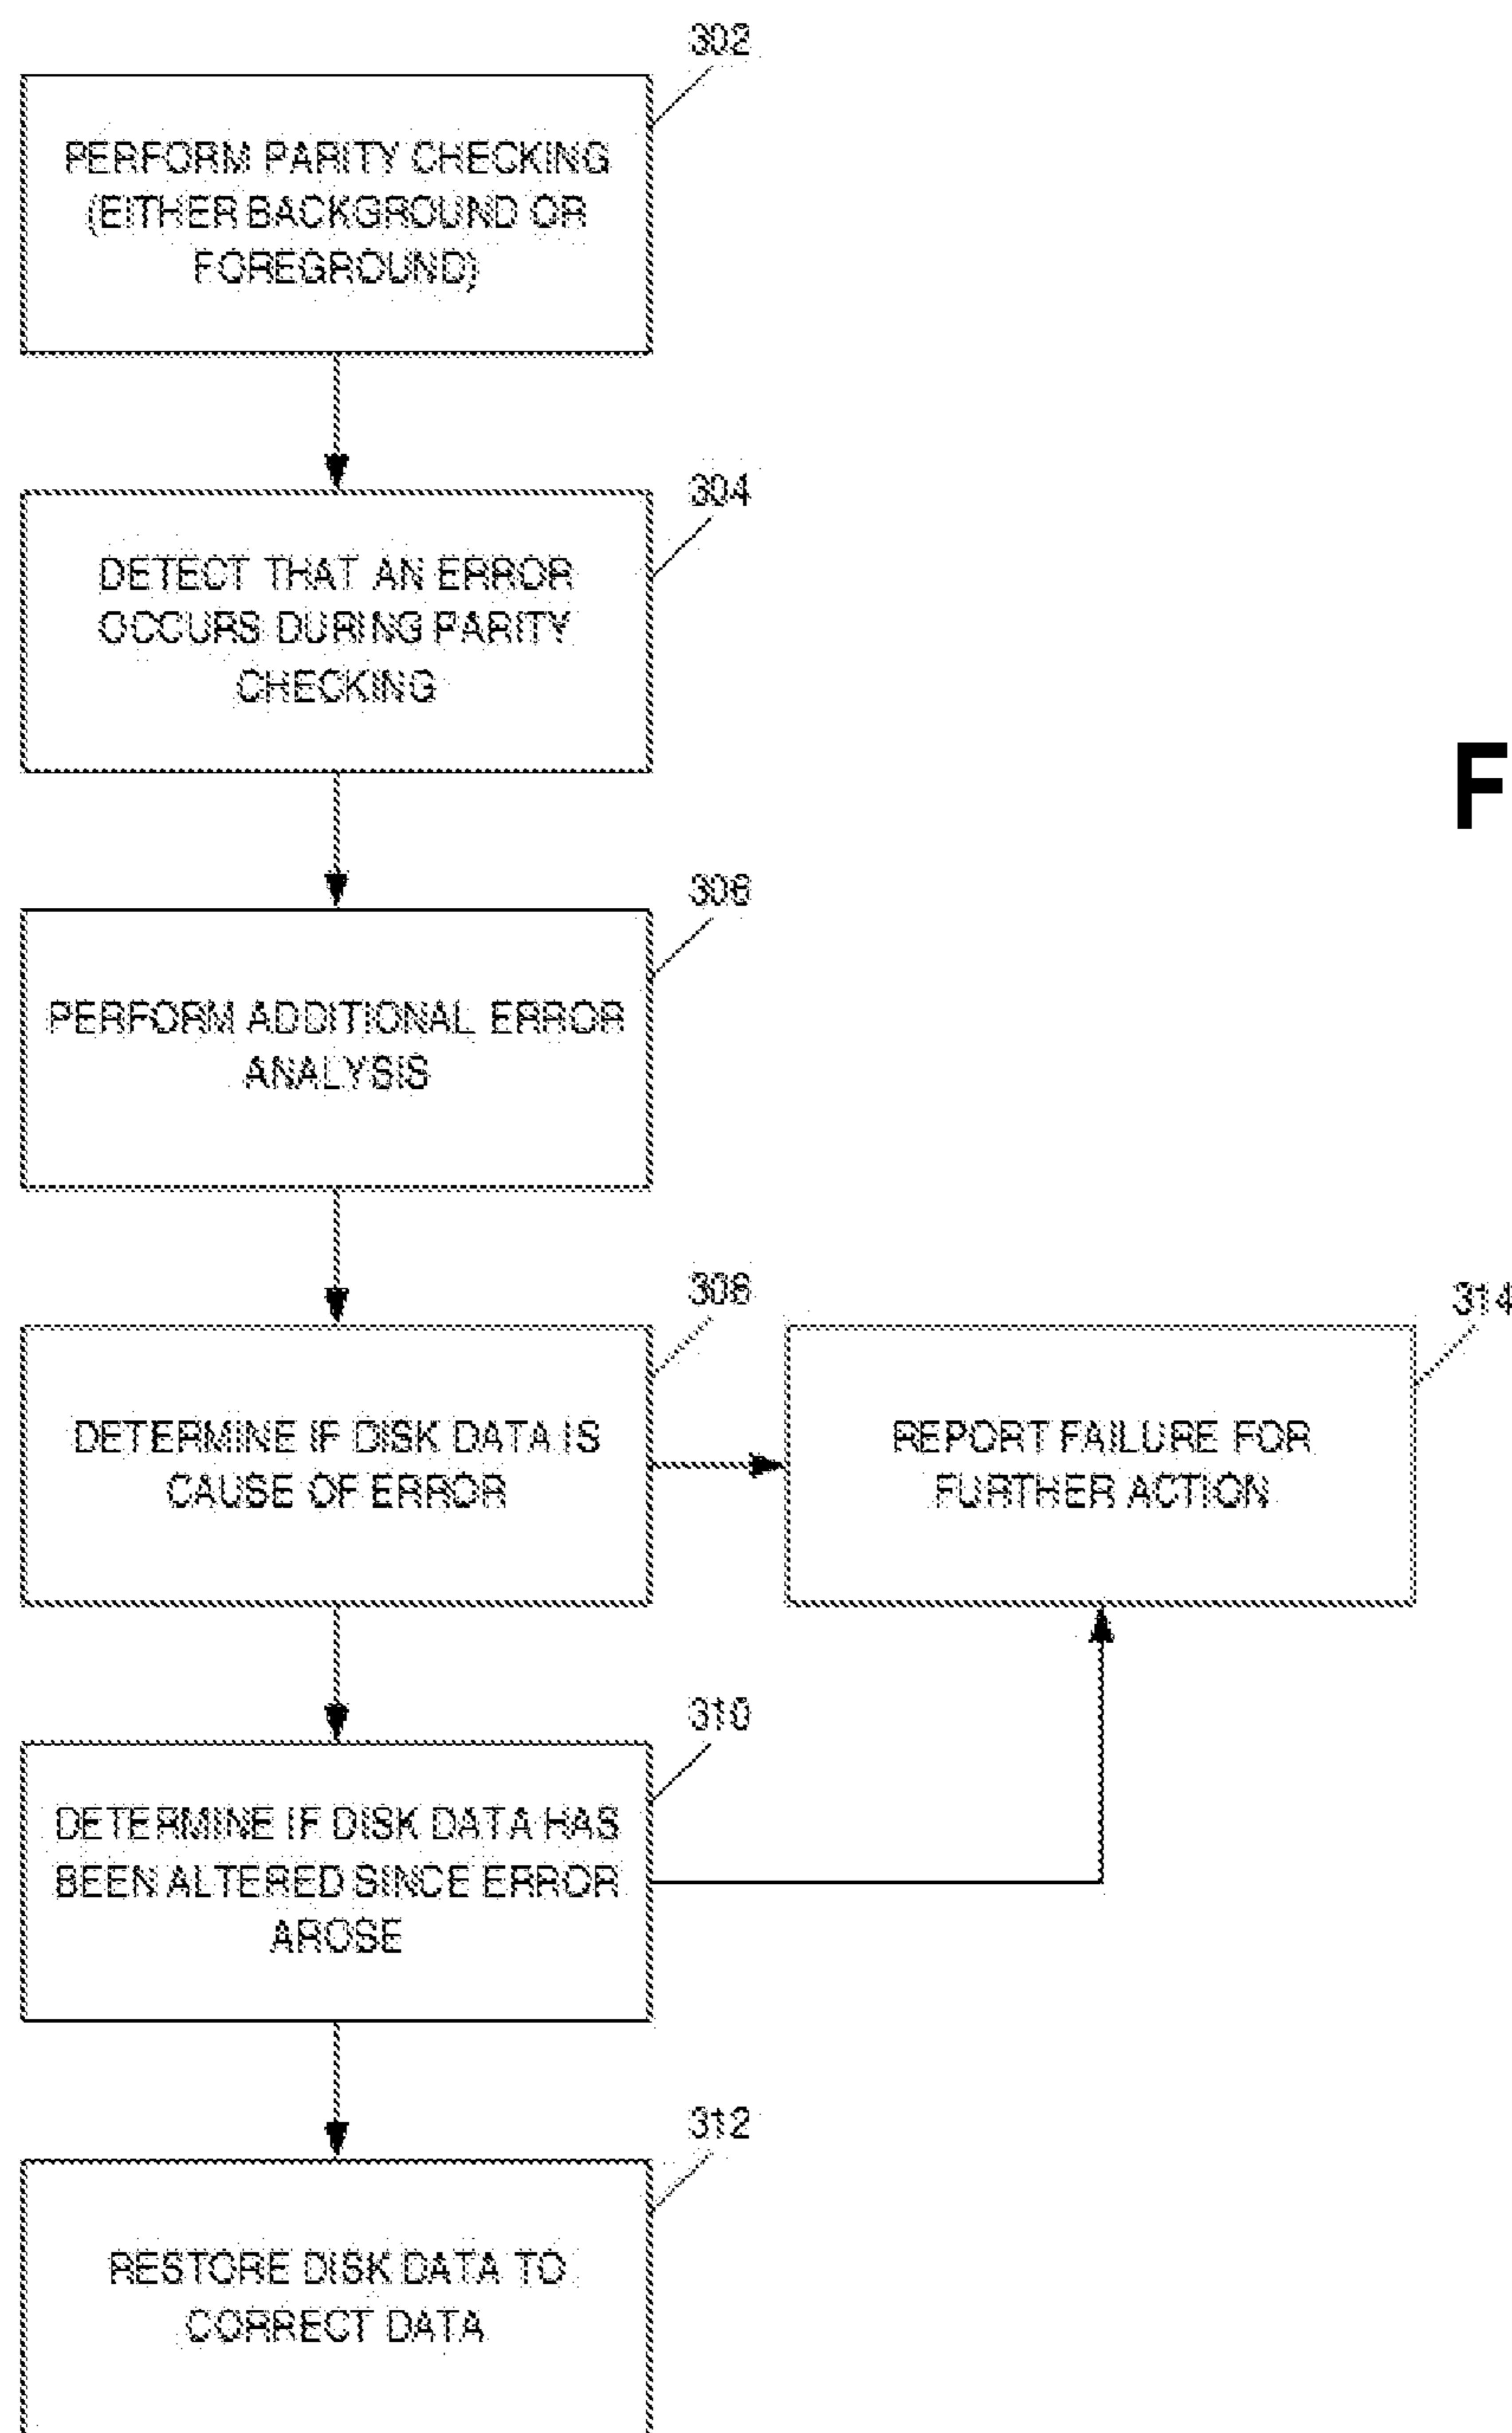 302
PERFORM PARITY CHECKING
(EITHER BACKGROUND OR
FOREGROUND)
304
DETECT THAT AN ERROR
OCCURS DURING PARITY
CHECKING
F
306
PERFORM ADDITIONAL ERROR
ANALYSIS
308
DETERMINE IF DISK DATA IS
CAUSE OF ERROR
314
REPORT FAILURE FOR
FURTHER ACTION
310
DETERMINE IF DISK DATA HAS
BEEN ALTERED SINCE ERROR
AROSE
312
RESTORE DISK DATA TO
CORRECT DATA